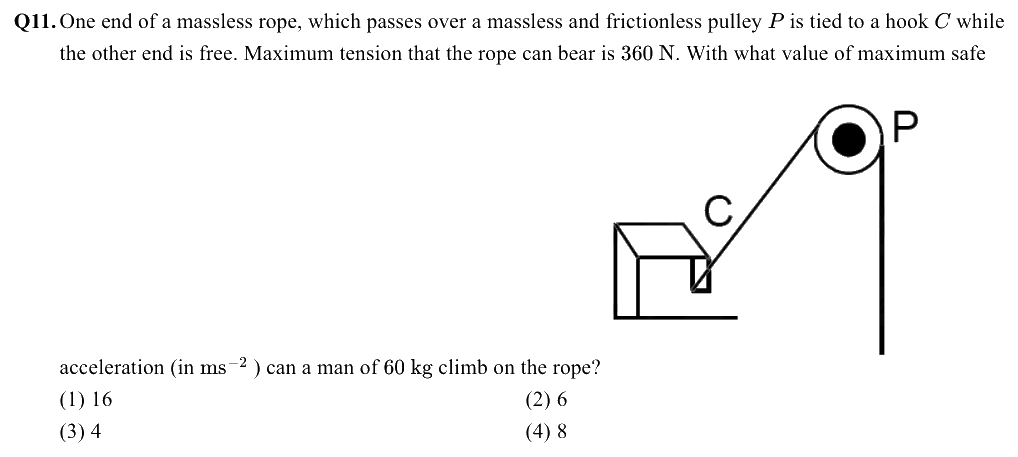 Q11. One end of a massless rope, which passes over a massless and frictionless pulley P is tied to a hook C while
the other end is free. Maximum tension that the rope can bear is 360 N. With what value of maximum safe
P
C
acceleration (in ms⁻² ) can a man of 60 kg climb on the rope?
(1) 16 (2) 6
(3) 4 (4) 8